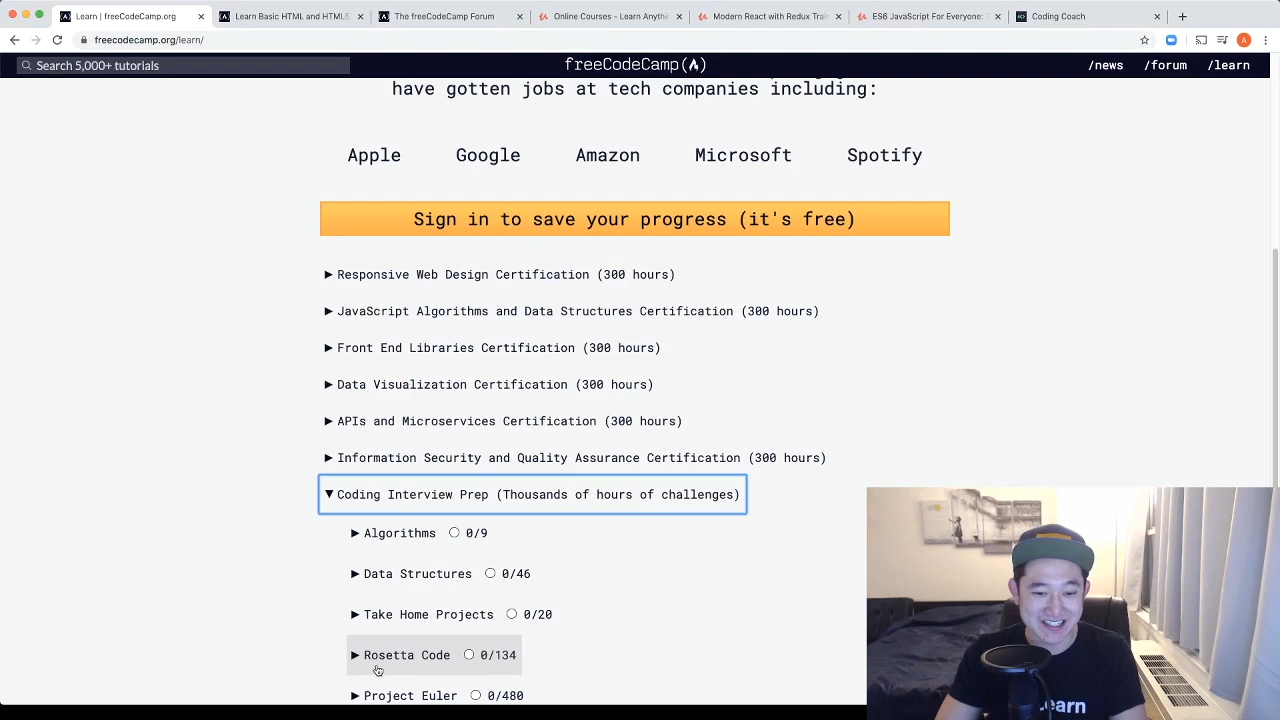 Learn | freeCodeCamp.org
Learn Basic HTML and HTML5
The freeCodeCamp Forum
Online Courses - Learn Anythi
Modern React with Redux Train
ES6 JavaScript For Everyone:
Coding Coach
freecodecamp.org/learn/
A
Search 5,000+ tutorials
freeCodeCamp
/news
/forum
/learn
have gotten jobs at tech companies including:
Apple
Google
Amazon
Microsoft
Spotify
Sign in to save your progress (it's free)
Responsive Web Design Certification (300 hours)
JavaScript Algorithms and Data Structures Certification (300 hours)
Front End Libraries Certification (300 hours)
Data Visualization Certification (300 hours)
APIs and Microservices Certification (300 hours)
Information Security and Quality Assurance Certification (300 hours)
Coding Interview Prep (Thousands of hours of challenges)
Algorithms 0/9
Data Structures 0/46
Take Home Projects 0/20
Rosetta Code 0/134
Project Euler 0/480
learn